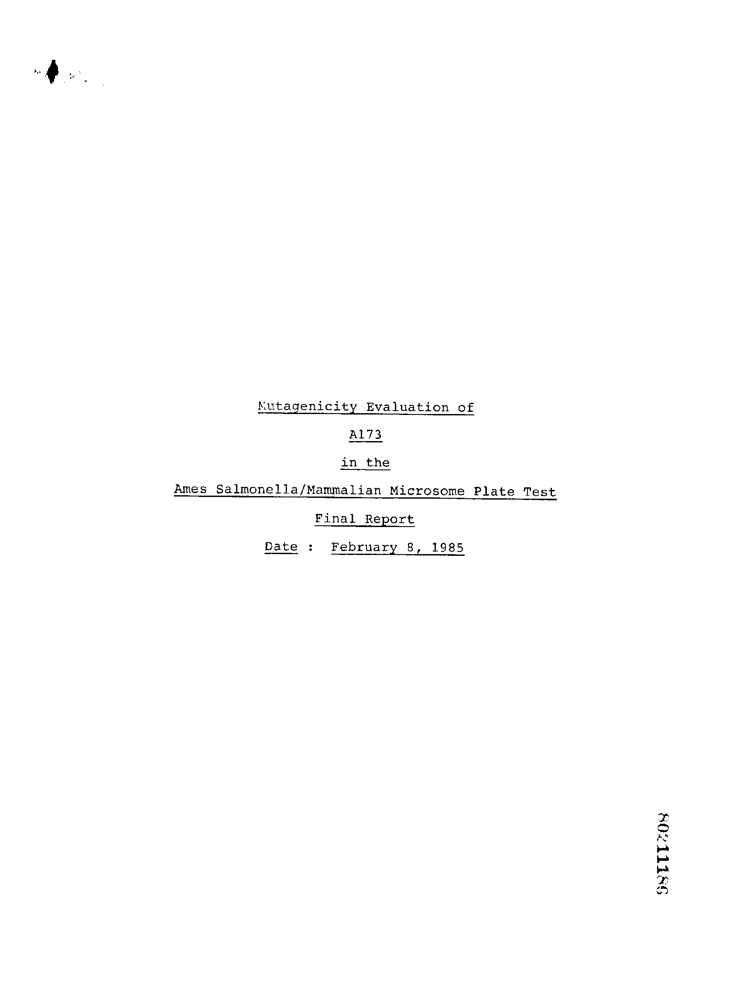 Mutagenicity Evaluation of
A173
in the
Ames Salmonella/Mammalian Microsome Plate Test
Final Report
Date : February 8, 1985
80211186